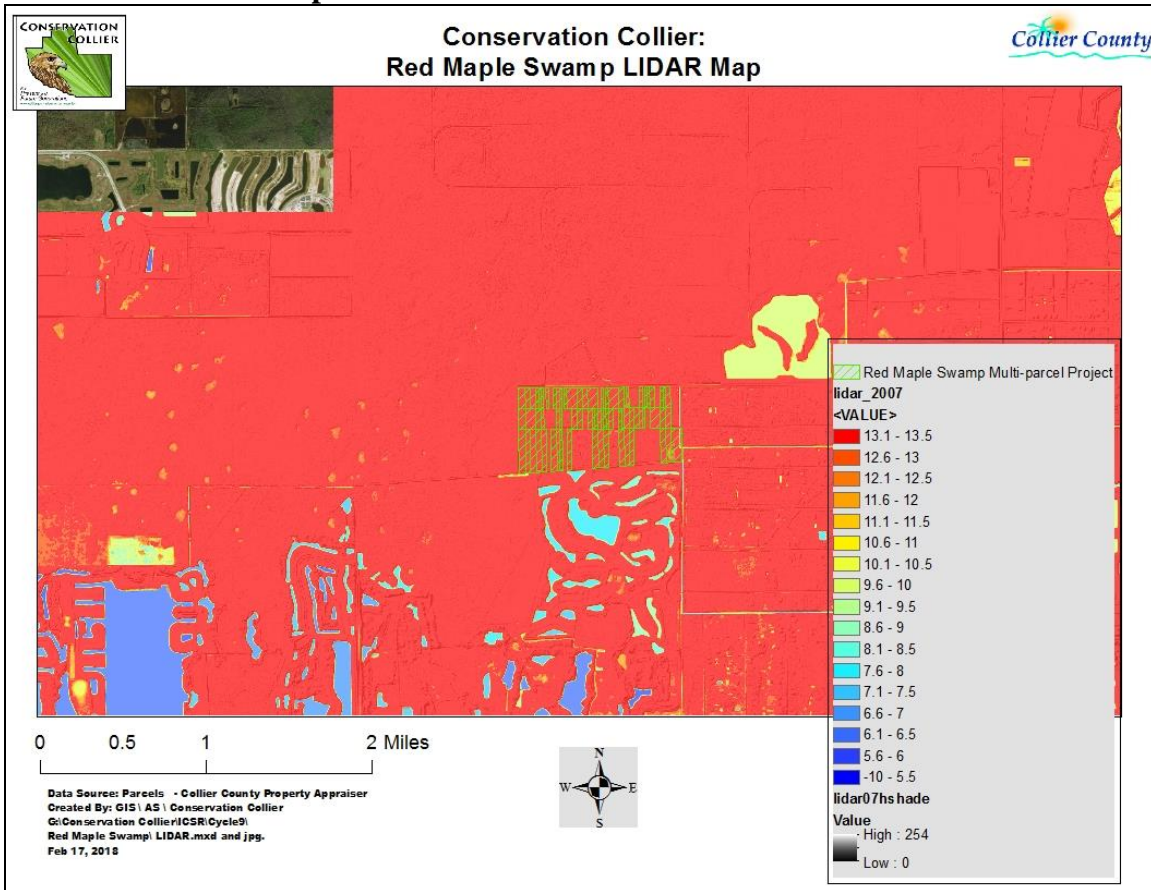 CONSERVATION
COLLIER
Conservation Collier:
Red Maple Swamp LIDAR Map
Collier County
Red Maple Swamp Multi-parcel Project
lidar_2007
<VALUE>
13.1 - 13.5
12.6 - 13
12.1 - 12.5
11.6 - 12
11.1 - 11.5
10.6 - 11
10.1 - 10.5
9.6 - 10
9.1 - 9.5
8.6 - 9
8.1 - 8.5
7.6 - 8
7.1 - 7.5
6.6 - 7
6.1 - 6.5
5.6 - 6
-10 - 5.5
lidar07hshade
Value
High : 254
Low : 0
0 0.5 1 2 Miles
N
W E
S
Data Source: Parcels - Collier County Property Appraiser
Created By: GIS \ AS \ Conservation Collier
G:\Conservation Collier\ICSR\Cycle9\
Red Maple Swamp\ LIDAR.mxd and jpg.
Feb 17, 2018